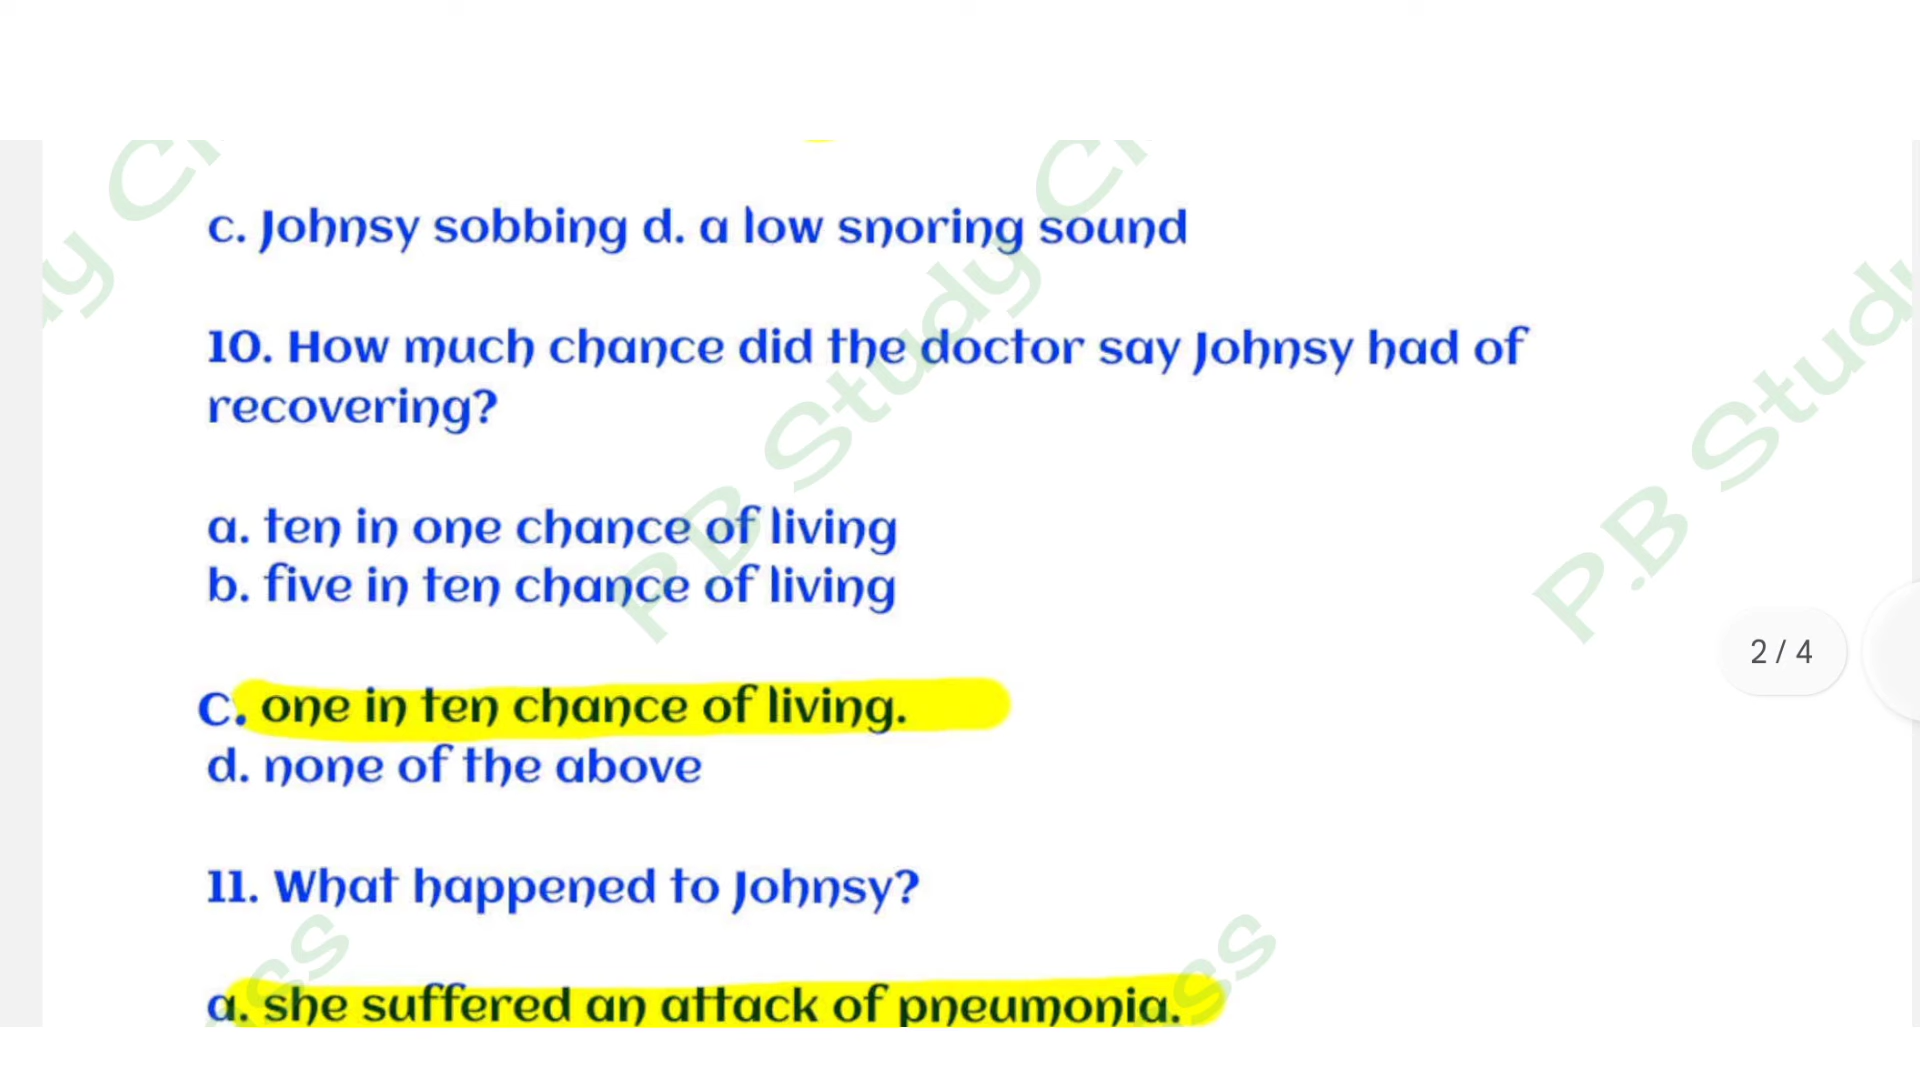 c. Johnsy sobbing d. a low snoring sound
10. How much chance did the doctor say Johnsy had of
recovering?
a. ten in one chance of living
b. five in ten chance of living
C. one in ten chance of living.
d. none of the above
2 / 4
11. What happened to Johnsy?
a. she suffered an attack of pneumonia.
P.B Study
P.B Study